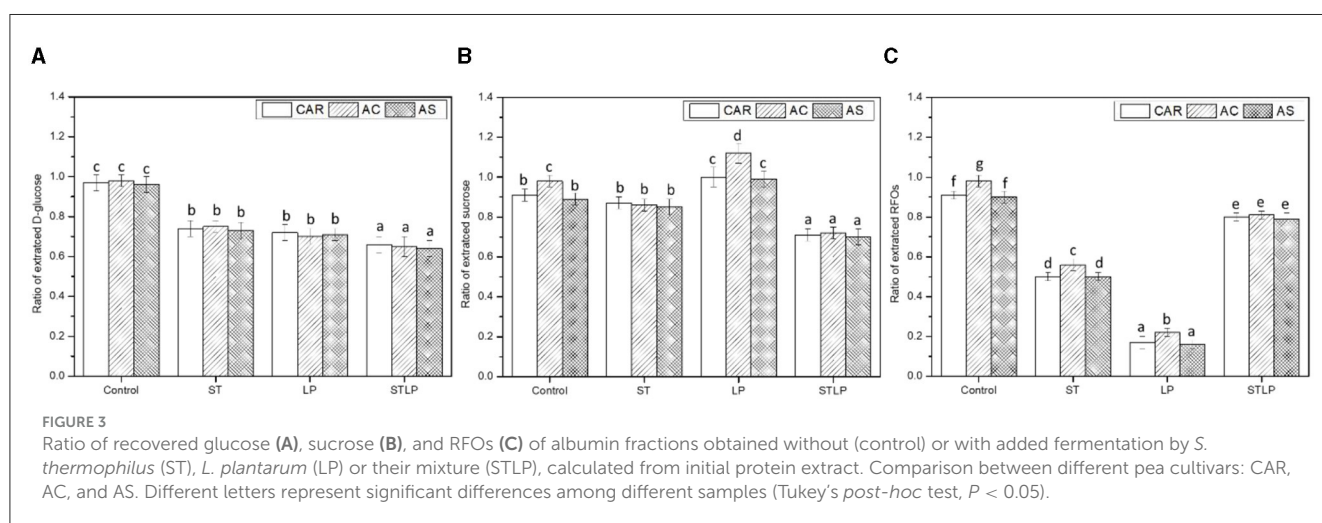 A
B
C
Ratio of extratced D-glucose
1.4
1.2
1.0
0.8
0.6
0.4
0.2
0.0
CAR AC AS
c c c
b b b
b b b
a a a
Control ST LP STLP
Ratio of extratced sucrose
1.4
1.2
1.0
0.8
0.6
0.4
0.2
0.0
CAR AC AS
b c b
b b b
c d c
a a a
Control ST LP STLP
Ratio of extratced RFOs
1.4
1.2
1.0
0.8
0.6
0.4
0.2
0.0
CAR AC AS
f g f
d c d
a b a
e e e
Control ST LP STLP
FIGURE 3
Ratio of recovered glucose (A), sucrose (B), and RFOs (C) of albumin fractions obtained without (control) or with added fermentation by S.
thermophilus (ST), L. plantarum (LP) or their mixture (STLP), calculated from initial protein extract. Comparison between different pea cultivars: CAR,
AC, and AS. Different letters represent significant differences among different samples (Tukey's post-hoc test, P < 0.05).